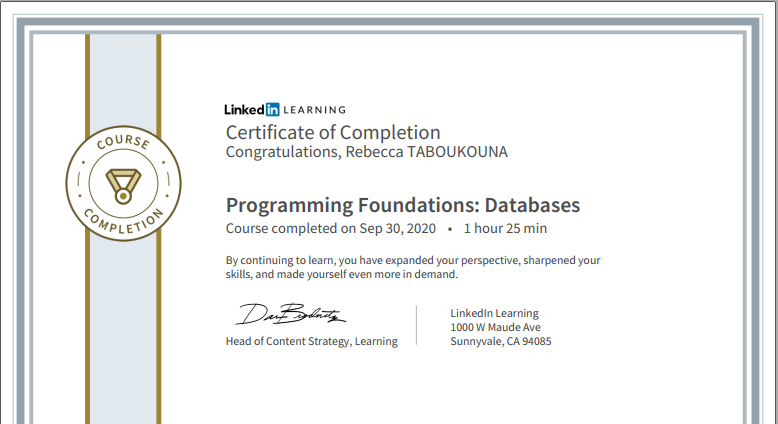 LinkedIn LEARNING
Certificate of Completion
Congratulations, Rebecca TABOUKOUNA
COURSE
COMPLETION
Programming Foundations: Databases
Course completed on Sep 30, 2020 • 1 hour 25 min
By continuing to learn, you have expanded your perspective, sharpened your
skills, and made yourself even more in demand.
Head of Content Strategy, Learning
LinkedIn Learning
1000 W Maude Ave
Sunnyvale, CA 94085